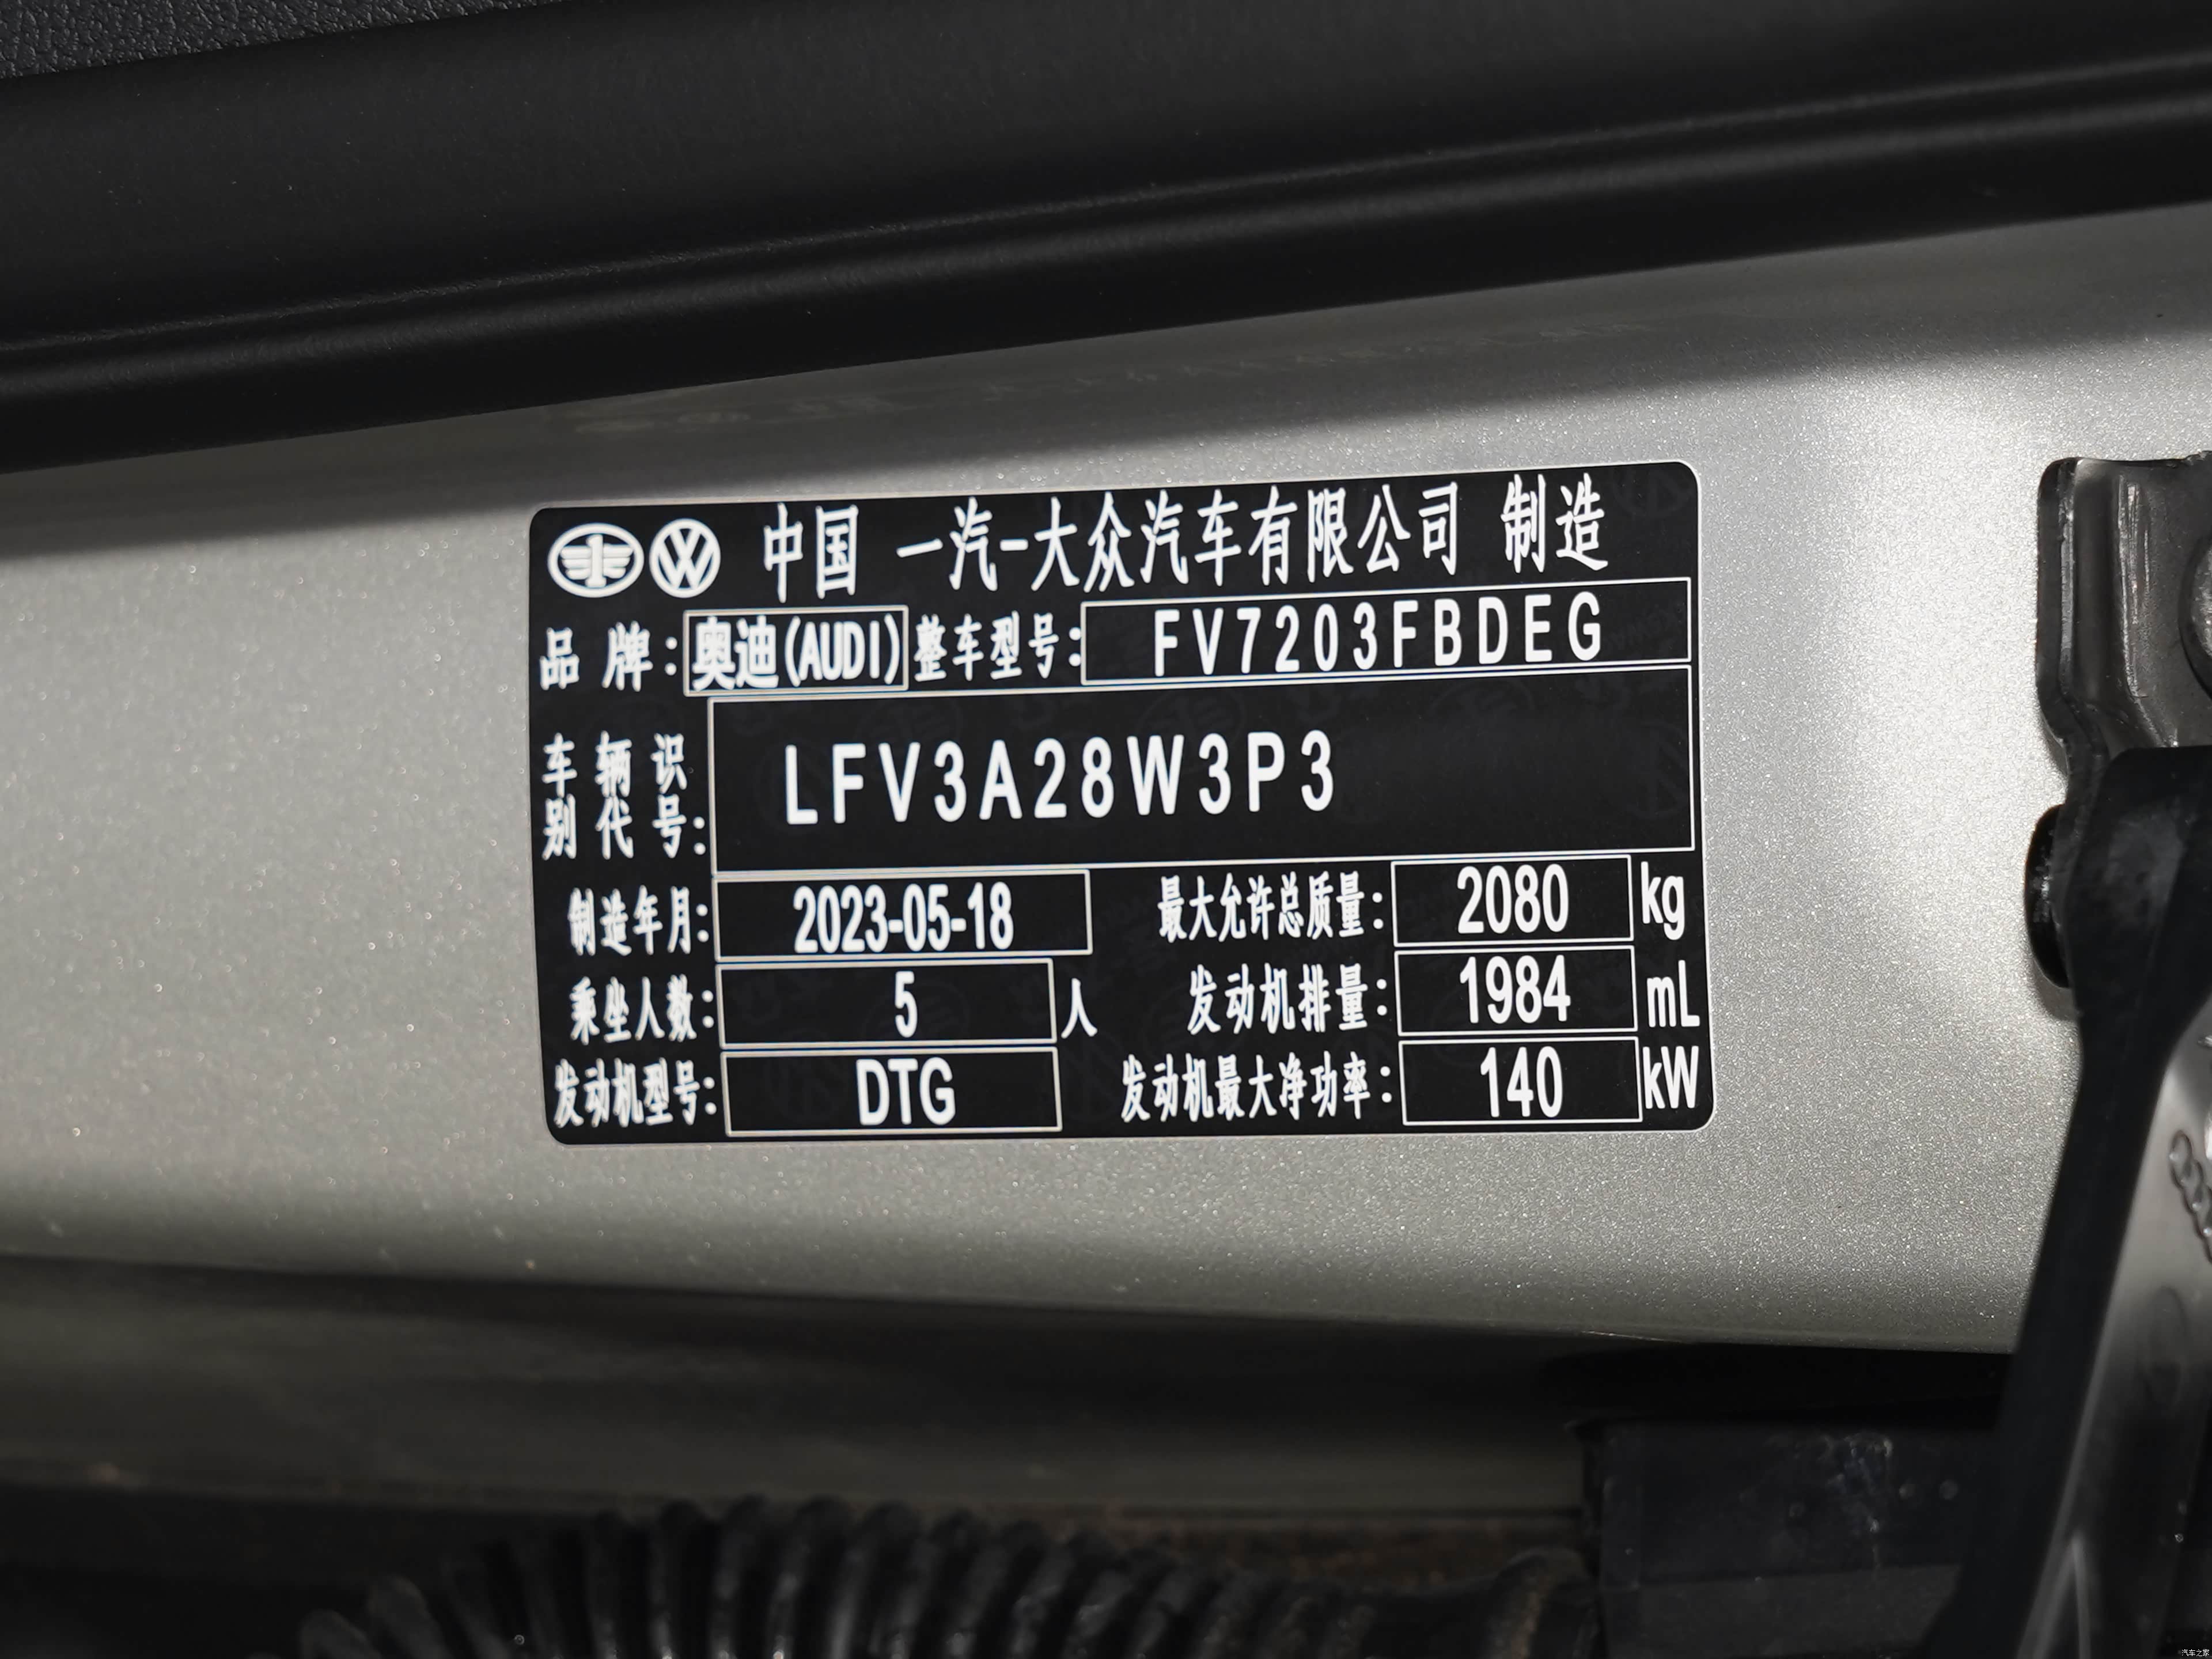 中国 一汽-大众汽车有限公司 制造
品牌: 奥迪(AUDI) 整车型号: FV7203FBDEG
车辆识别代号: LFV3A28W3P3
制造年月: 2023-05-18 最大允许总质量: 2080 kg
乘坐人数: 5 人 发动机排量: 1984 mL
发动机型号: DTG 发动机最大净功率: 140 kW
汽车之家